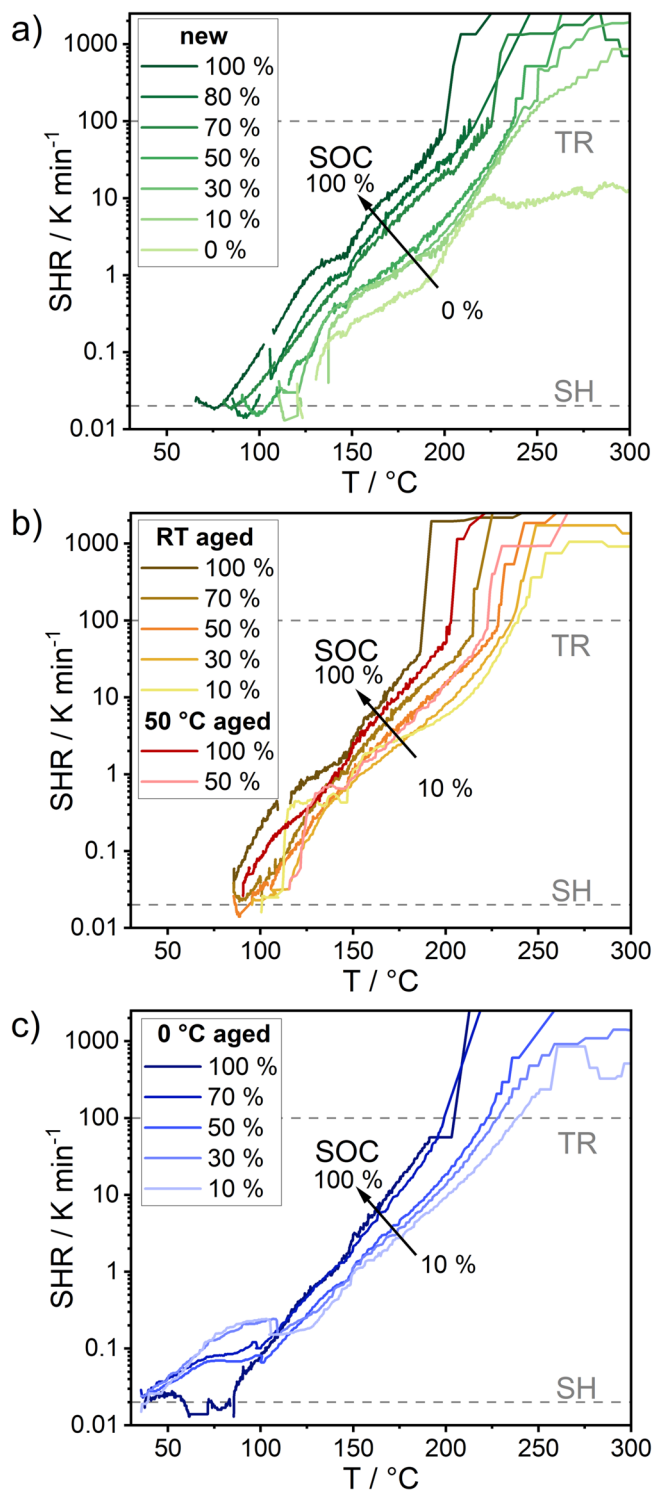 a)
new
100 %
80 %
70 %
50 %
30 %
10 %
0 %
SOC
100 %
0 %
TR
SH
1000
100
10
1
0.1
0.01
SHR / K min-1
50
100
150
200
250
300
T / °C
b)
RT aged
100 %
70 %
50 %
30 %
10 %
50 °C aged
100 %
50 %
SOC
100 %
10 %
TR
SH
1000
100
10
1
0.1
0.01
SHR / K min-1
50
100
150
200
250
300
T / °C
c)
0 °C aged
100 %
70 %
50 %
30 %
10 %
SOC
100 %
10 %
TR
SH
1000
100
10
1
0.1
0.01
SHR / K min-1
50
100
150
200
250
300
T / °C